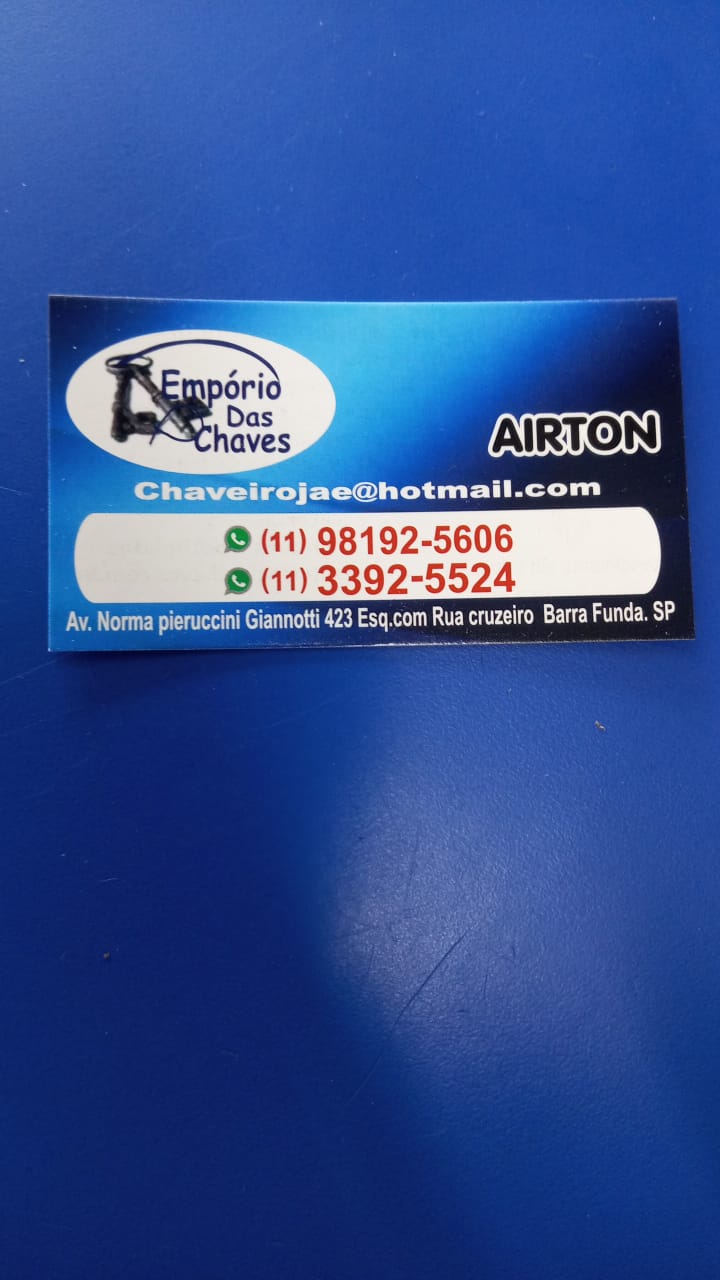 Empório
Das
Chaves
AIRTON
Chaveirojae@hotmail.com
(11) 98192-5606
(11) 3392-5524
Av. Norma pieruccini Giannotti 423 Esq.com Rua cruzeiro Barra Funda. SP